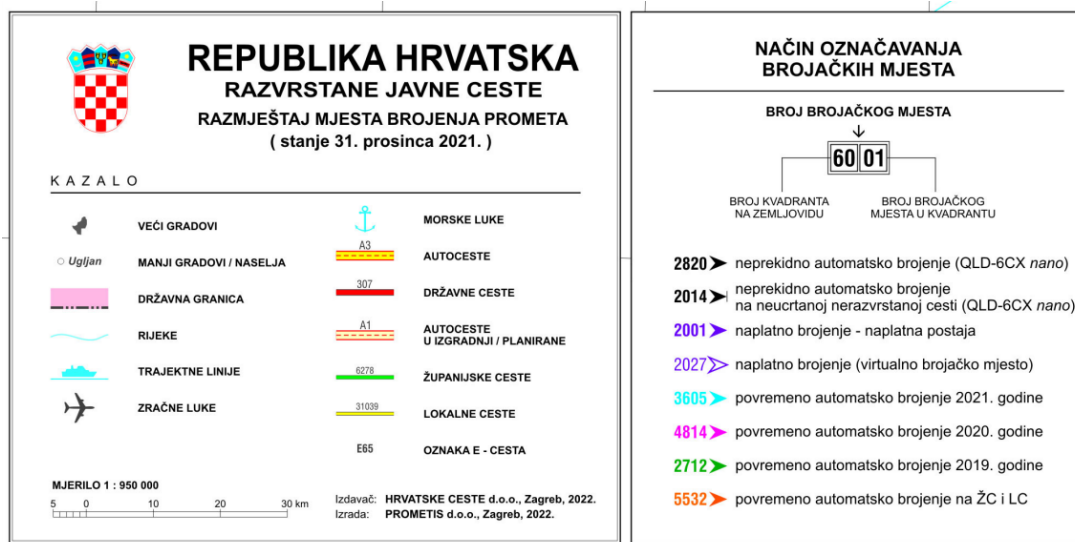 REPUBLIKA HRVATSKA
RAZVRSTANE JAVNE CESTE
RAZMJEŠTAJ MJESTA BROJENJA PROMETA
( stanje 31. prosinca 2021. )
KAZALO
VEĆI GRADOVI
Ugljan
MANJI GRADOVI / NASELJA
DRŽAVNA GRANICA
RIJEKE
TRAJEKTNE LINIJE
ZRAČNE LUKE
MORSKE LUKE
A3
AUTOCESTE
307
DRŽAVNE CESTE
A1
AUTOCESTE
U IZGRADNJI / PLANIRANE
6278
ŽUPANIJSKE CESTE
31039
LOKALNE CESTE
E65
OZNAKA E - CESTA
MJERILO 1 : 950 000
5 0 10 20 30 km
Izdavač: HRVATSKE CESTE d.o.o., Zagreb, 2022.
Izrada: PROMETIS d.o.o., Zagreb, 2022.
NAČIN OZNAČAVANJA
BROJAČKIH MJESTA
BROJ BROJAČKOG MJESTA
60 01
BROJ KVADRANTA
NA ZEMLJOVIDU
BROJ BROJAČKOG
MJESTA U KVADRANTU
2820 neprekidno automatsko brojenje (QLD-6CX nano)
2014 neprekidno automatsko brojenje
na neucrtanoj nerazvrstanoj cesti (QLD-6CX nano)
2001 naplatno brojenje - naplatna postaja
2027 naplatno brojenje (virtualno brojačko mjesto)
3605 povremeno automatsko brojenje 2021. godine
4814 povremeno automatsko brojenje 2020. godine
2712 povremeno automatsko brojenje 2019. godine
5532 povremeno automatsko brojenje na ŽC i LC